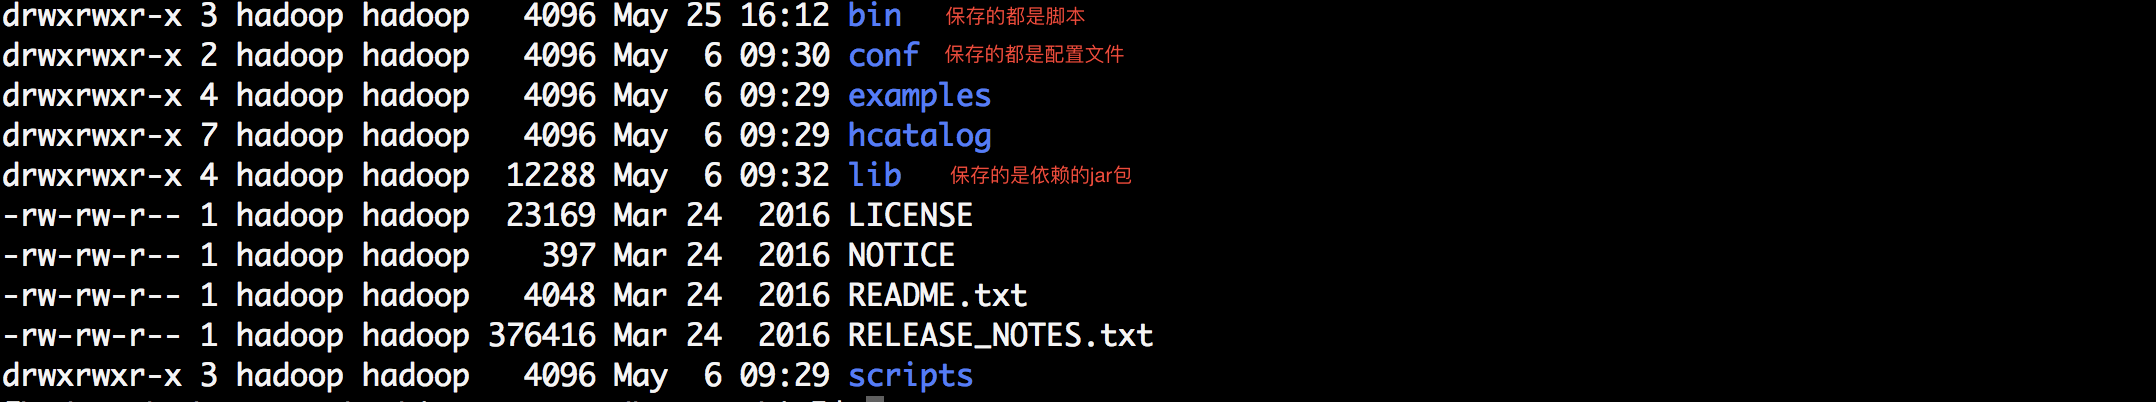 drwxrwxr-x 3 hadoop hadoop   4096 May 25 16:12 bin 保存的都是脚本
drwxrwxr-x 2 hadoop hadoop   4096 May  6 09:30 conf 保存的都是配置文件
drwxrwxr-x 4 hadoop hadoop   4096 May  6 09:29 examples
drwxrwxr-x 7 hadoop hadoop   4096 May  6 09:29 hcatalog
drwxrwxr-x 4 hadoop hadoop  12288 May  6 09:32 lib 保存的是依赖的jar包
-rw-rw-r-- 1 hadoop hadoop  23169 Mar 24  2016 LICENSE
-rw-rw-r-- 1 hadoop hadoop    397 Mar 24  2016 NOTICE
-rw-rw-r-- 1 hadoop hadoop   4048 Mar 24  2016 README.txt
-rw-rw-r-- 1 hadoop hadoop 376416 Mar 24  2016 RELEASE_NOTES.txt
drwxrwxr-x 3 hadoop hadoop   4096 May  6 09:29 scripts